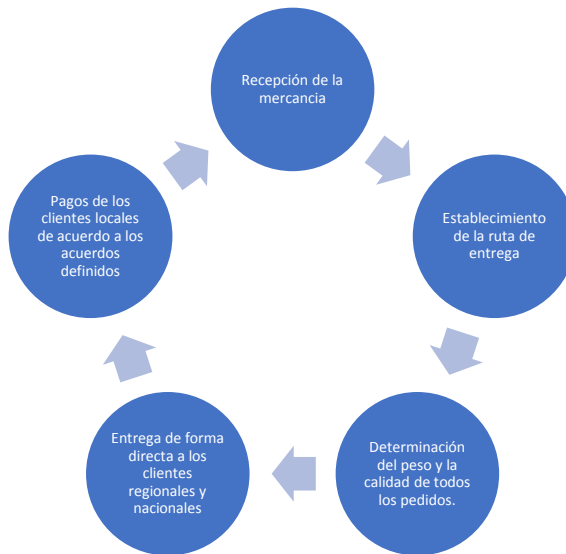 Recepción de la
mercancia
Establecimiento
de la ruta de
entrega
Determinación
del peso y la
calidad de todos
los pedidos.
Entrega de forma
directa a los
clientes
regionales y
nacionales
Pagos de los
clientes locales
de acuerdo a los
acuerdos
definidos